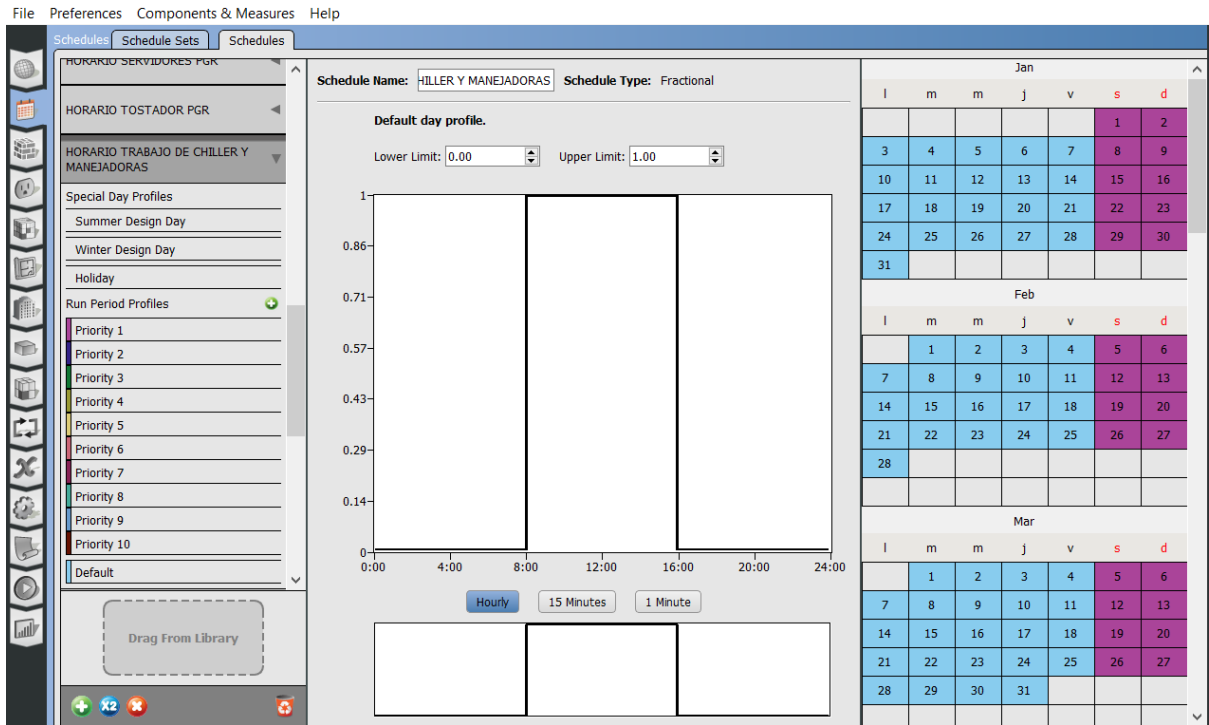 File Preferences Components & Measures Help
Schedules Schedule Sets Schedules
HORARIO SERVIDORES PGR
HORARIO TOSTADOR PGR
HORARIO TRABAJO DE CHILLER Y
MANEJADORAS
Special Day Profiles
Summer Design Day
Winter Design Day
Holiday
Run Period Profiles
Priority 1
Priority 2
Priority 3
Priority 4
Priority 5
Priority 6
Priority 7
Priority 8
Priority 9
Priority 10
Default
Drag From Library
X2
Schedule Name: HILLER Y MANEJADORAS Schedule Type: Fractional
Default day profile.
Lower Limit: 0.00 Upper Limit: 1.00
1
0.86
0.71
0.57
0.43
0.29
0.14
0
0:00 4:00 8:00 12:00 16:00 20:00 24:00
Hourly 15 Minutes 1 Minute
Jan
l m m j v s d
1 2
3 4 5 6 7 8 9
10 11 12 13 14 15 16
17 18 19 20 21 22 23
24 25 26 27 28 29 30
31
Feb
l m m j v s d
1 2 3 4 5 6
7 8 9 10 11 12 13
14 15 16 17 18 19 20
21 22 23 24 25 26 27
28
Mar
l m m j v s d
1 2 3 4 5 6
7 8 9 10 11 12 13
14 15 16 17 18 19 20
21 22 23 24 25 26 27
28 29 30 31